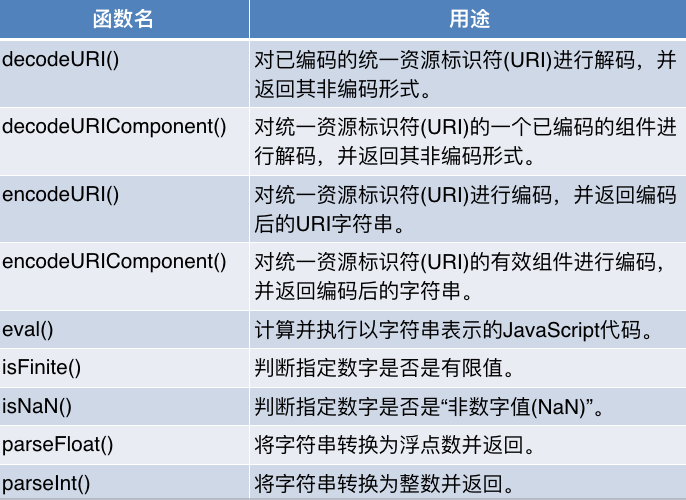 函数名
用途
decodeURI()
对已编码的统一资源标识符(URI)进行解码，并
返回其非编码形式。
decodeURIComponent()
对统一资源标识符(URI)的一个已编码的组件进
行解码，并返回其非编码形式。
encodeURI()
对统一资源标识符(URI)进行编码，并返回编码
后的URI字符串。
encodeURIComponent()
对统一资源标识符(URI)的有效组件进行编码，
并返回编码后的字符串。
eval()
计算并执行以字符串表示的JavaScript代码。
isFinite()
判断指定数字是否是有限值。
isNaN()
判断指定数字是否是“非数字值(NaN)”。
parseFloat()
将字符串转换为浮点数并返回。
parseInt()
将字符串转换为整数并返回。